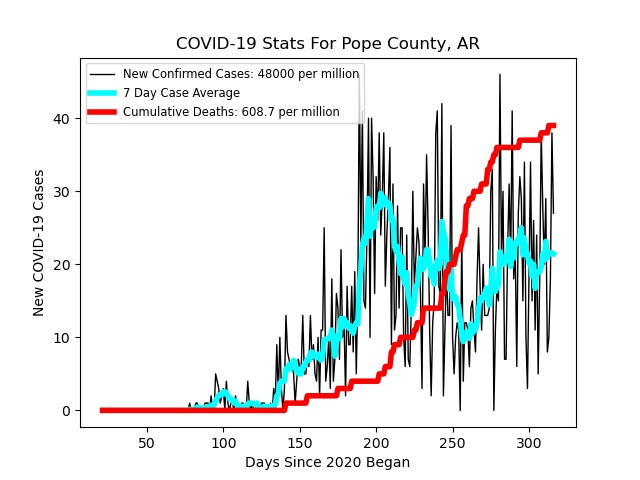 COVID-19 Stats For Pope County, AR
New Confirmed Cases: 48000 per million
7 Day Case Average
Cumulative Deaths: 608.7 per million
New COVID-19 Cases
40
30
20
10
0
50 100 150 200 250 300
Days Since 2020 Began